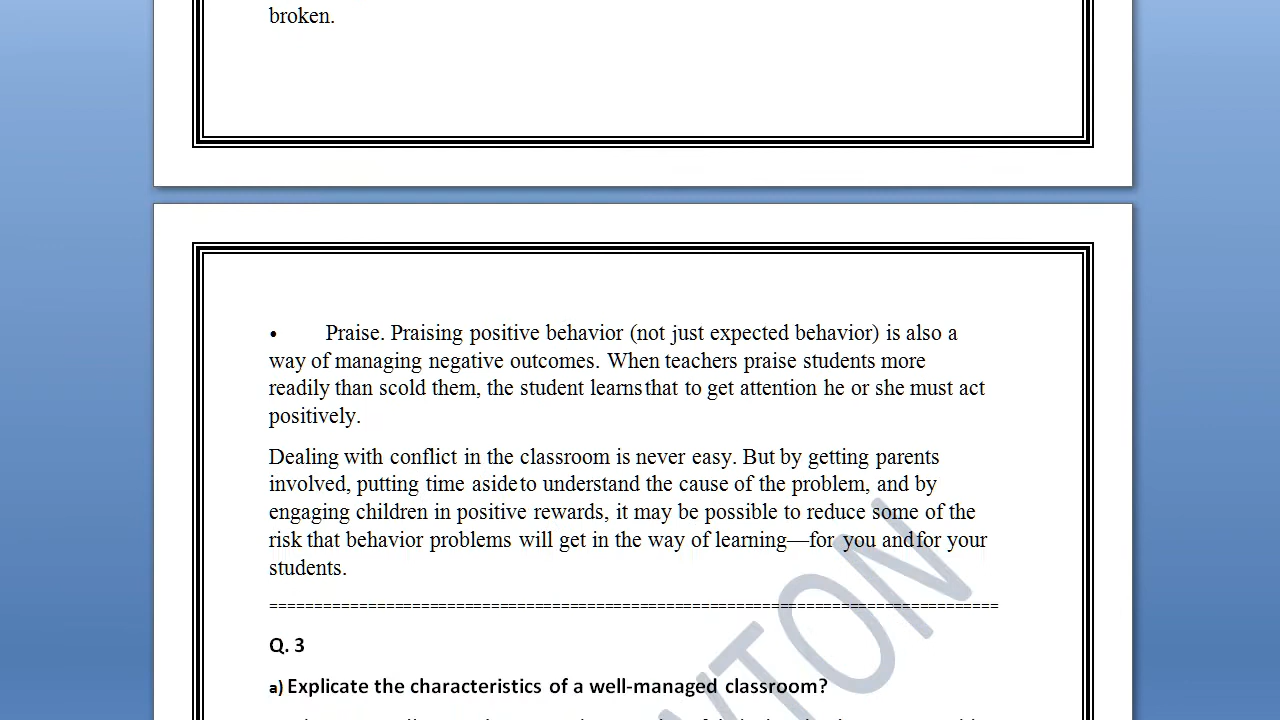 broken.
• Praise. Praising positive behavior (not just expected behavior) is also a
way of managing negative outcomes. When teachers praise students more
readily than scold them, the student learns that to get attention he or she must act
positively.
Dealing with conflict in the classroom is never easy. But by getting parents
involved, putting time aside to understand the cause of the problem, and by
engaging children in positive rewards, it may be possible to reduce some of the
risk that behavior problems will get in the way of learning—for you and for your
students.
=================================================================================
Q. 3
a) Explicate the characteristics of a well-managed classroom?